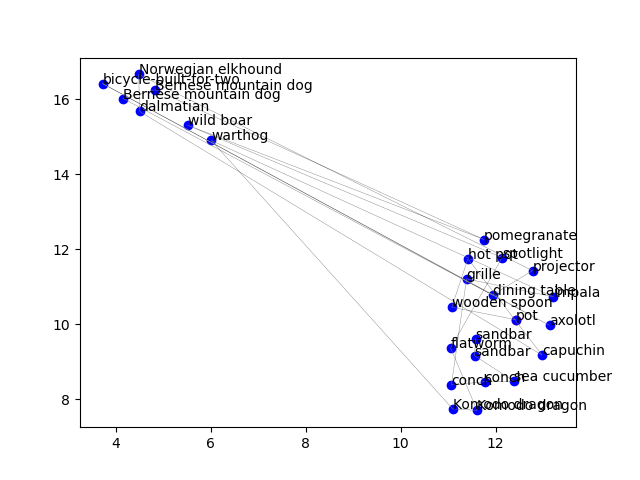 Norwegian elkhound
bicycle-built-for-two
Bernese mountain dog
Bernese mountain dog
dalmatian
wild boar
warthog
pomegranate
hot pot
spotlight
projector
grille
dining table
impala
wooden spoon
pot
axolotl
sandbar
flatworm
sandbar
capuchin
conch
conch
sea cucumber
Komodo dragon
Komodo dragon
16
14
12
10
8
4
6
8
10
12